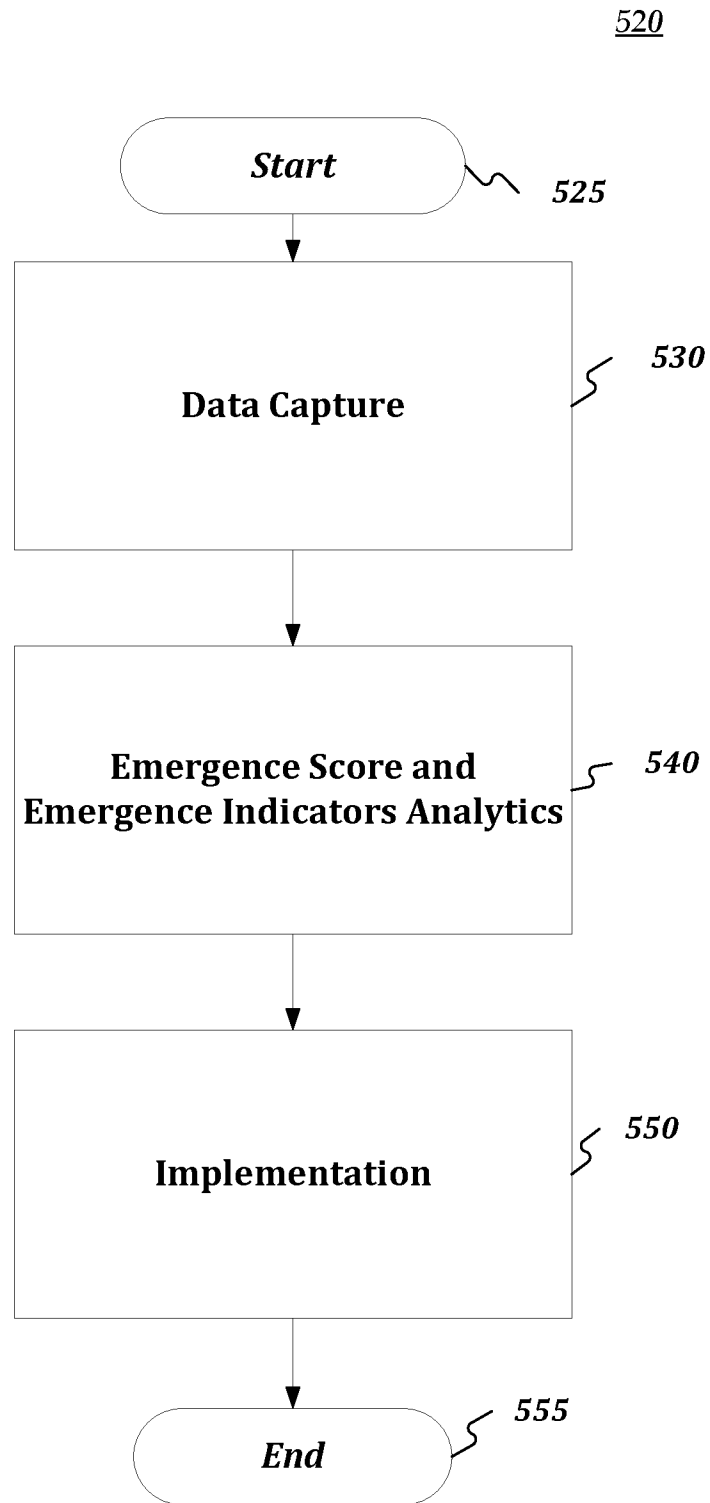 520
Start
525
530
Data Capture
540
Emergence Score and
Emergence Indicators Analytics
550
Implementation
555
End